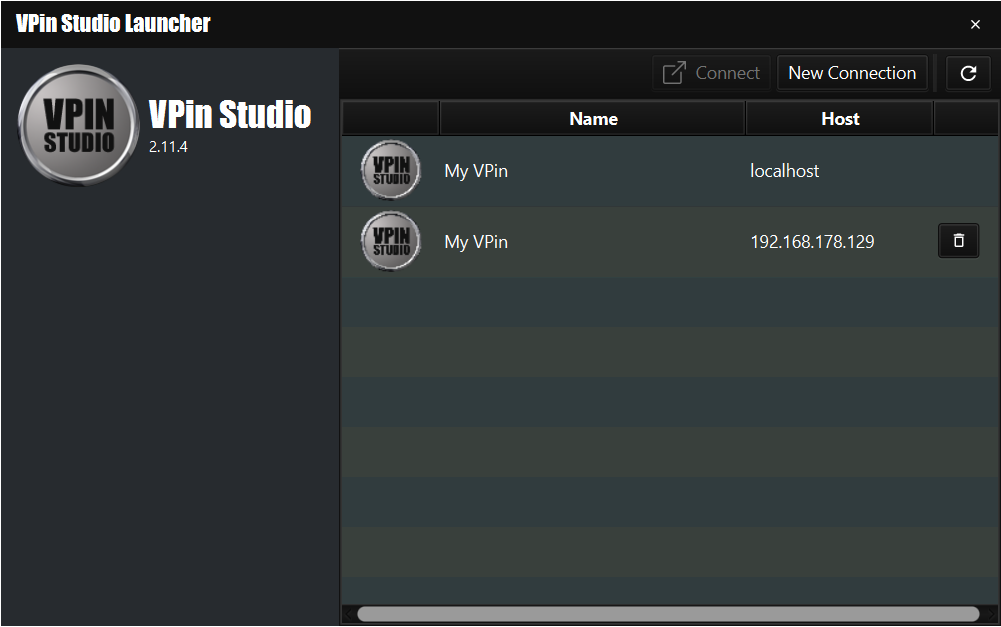 VPin Studio Launcher
VPIN
STUDIO
VPin Studio
2.11.4
Connect
New Connection
Name
Host
VPIN
STUDIO
My VPin
localhost
VPIN
STUDIO
My VPin
192.168.178.129